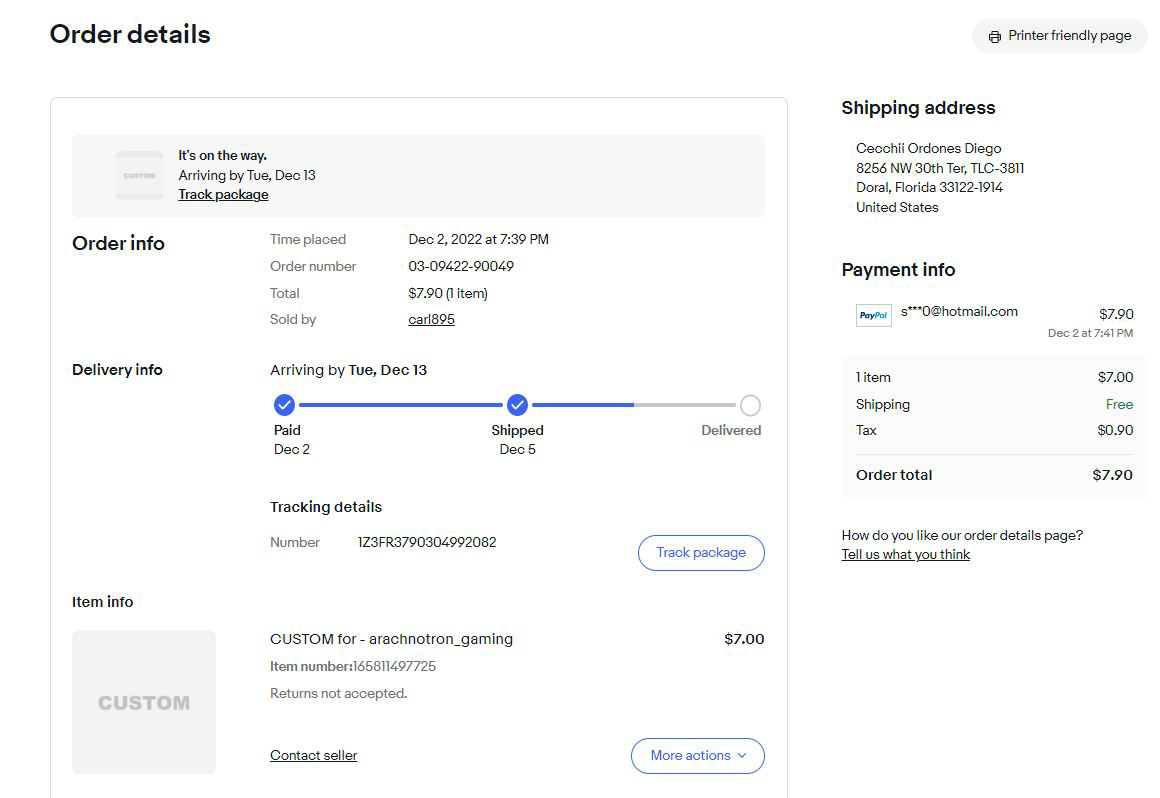 Order details
Printer friendly page
CUSTOM
It's on the way.
Arriving by Tue, Dec 13
Track package
Order info
Time placed Dec 2, 2022 at 7:39 PM
Order number 03-09422-90049
Total $7.90 (1 item)
Sold by carl895
Delivery info
Arriving by Tue, Dec 13
Paid Shipped Delivered
Dec 2 Dec 5
Tracking details
Number 1Z3FR3790304992082
Track package
Item info
CUSTOM
CUSTOM for - arachnotron_gaming $7.00
Item number:165811497725
Returns not accepted.
Contact seller
More actions
Shipping address
Cecchii Ordones Diego
8256 NW 30th Ter, TLC-3811
Doral, Florida 33122-1914
United States
Payment info
PayPal s***0@hotmail.com $7.90
Dec 2 at 7:41 PM
1 item $7.00
Shipping Free
Tax $0.90
Order total $7.90
How do you like our order details page?
Tell us what you think